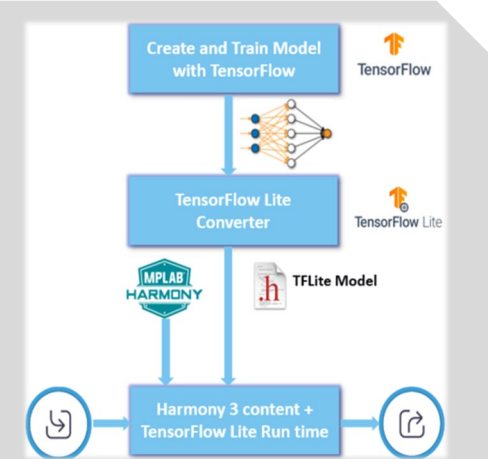 Create and Train Model
with TensorFlow
TensorFlow
TensorFlow Lite
Converter
TensorFlow Lite
MPLAB
HARMONY
.h
TFLite Model
Harmony 3 content +
TensorFlow Lite Run time